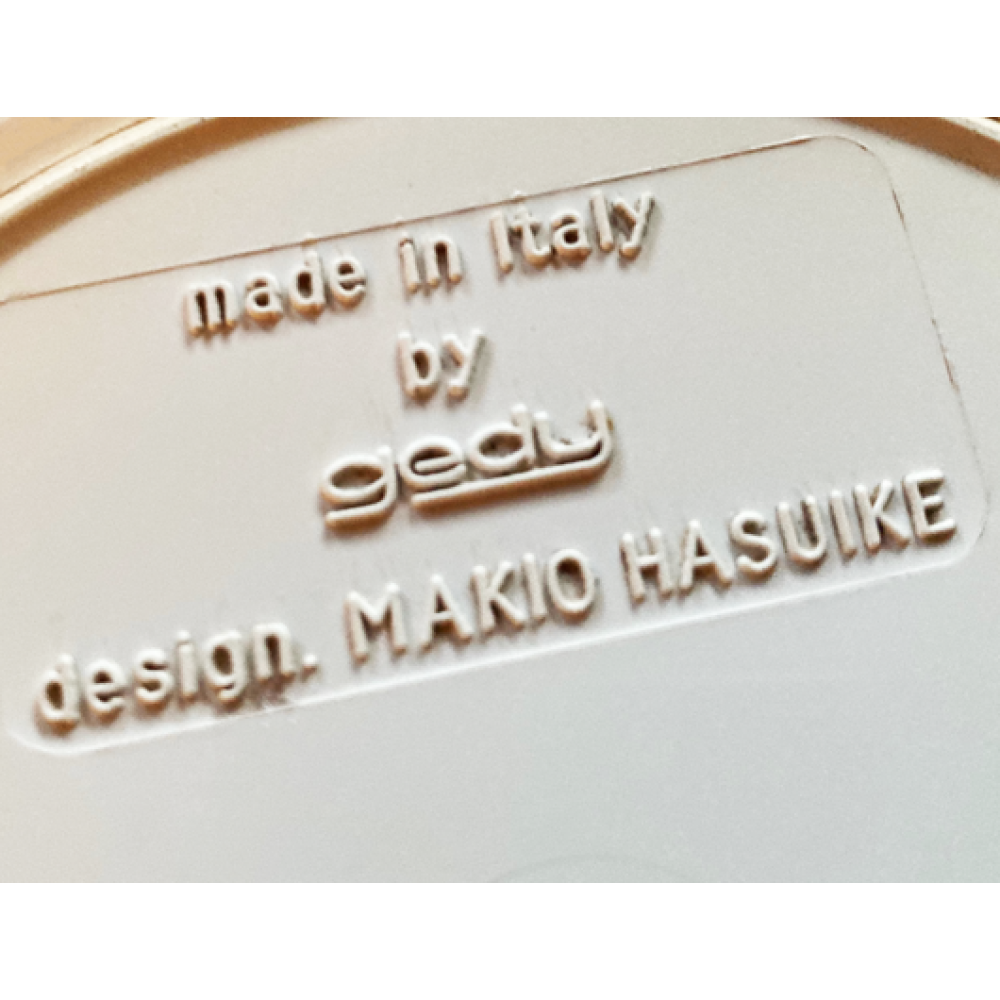 made in Italy
by
gedy
design. MAKIO HASUIKE